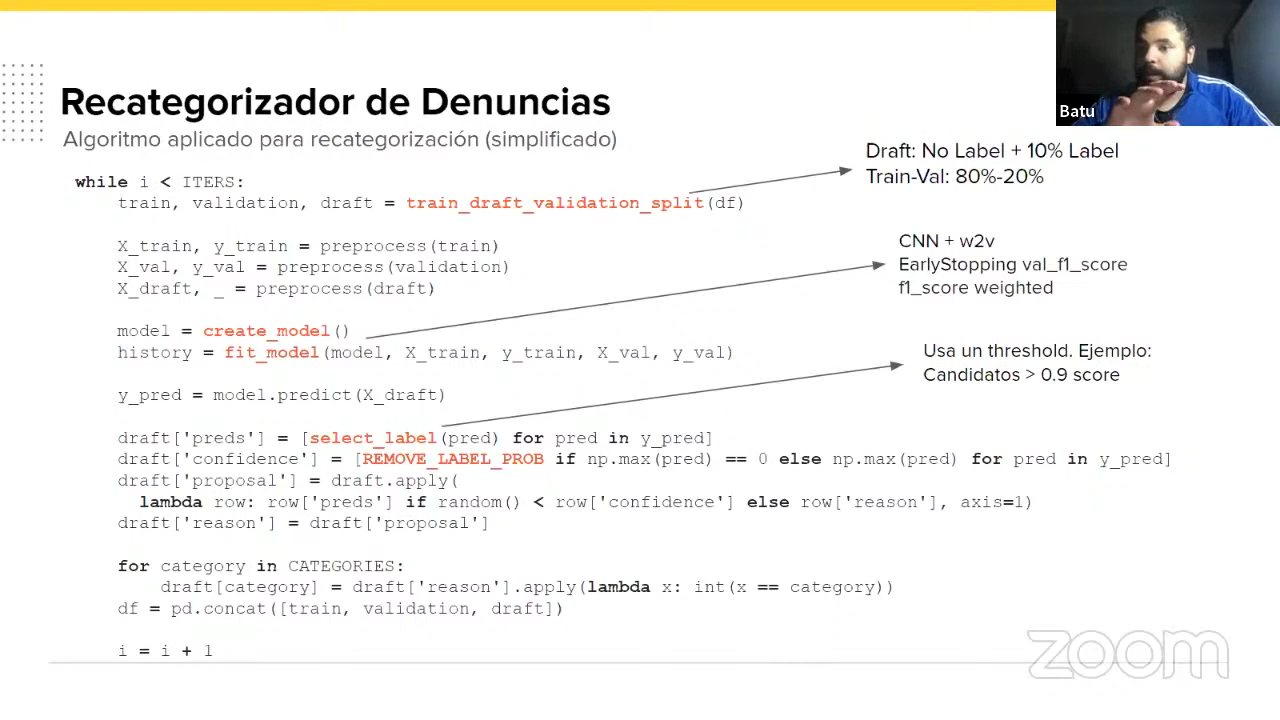 Batu
Recategorizador de Denuncias
Algoritmo aplicado para recategorización (simplificado)
Draft: No Label + 10% Label
Train-Val: 80%-20%
while i < ITERS:
train, validation, draft = train_draft_validation_split(df)
X_train, y_train = preprocess(train)
X_val, y_val = preprocess(validation)
X_draft, _ = preprocess(draft)
CNN + w2v
EarlyStopping val_f1_score
f1_score weighted
model = create_model()
history = fit_model(model, X_train, y_train, X_val, y_val)
Usa un threshold. Ejemplo:
Candidatos > 0.9 score
y_pred = model.predict(X_draft)
draft['preds'] = [select_label(pred) for pred in y_pred]
draft['confidence'] = [REMOVE_LABEL_PROB if np.max(pred) == 0 else np.max(pred) for pred in y_pred]
draft['proposal'] = draft.apply(
lambda row: row['preds'] if random() < row['confidence'] else row['reason'], axis=1)
draft['reason'] = draft['proposal']
for category in CATEGORIES:
draft[category] = draft['reason'].apply(lambda x: int(x == category))
df = pd.concat([train, validation, draft])
i = i + 1
zoom